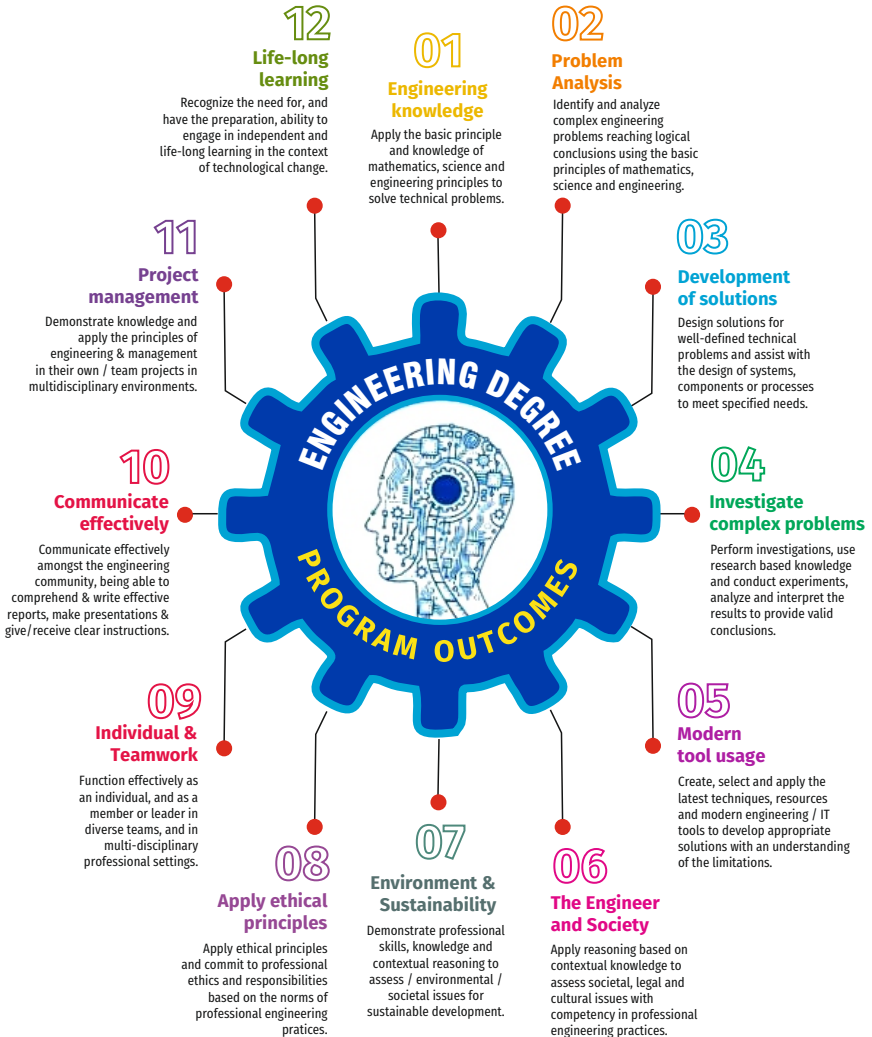 ENGINEERING DEGREE
PROGRAM OUTCOMES
01
Engineering
knowledge
Apply the basic principle
and knowledge of
mathematics, science and
engineering principles to
solve technical problems.
02
Problem
Analysis
Identify and analyze
complex engineering
problems reaching logical
conclusions using the basic
principles of mathematics,
science and engineering.
03
Development
of solutions
Design solutions for
well-defined technical
problems and assist with
the design of systems,
components or processes
to meet specified needs.
04
Investigate
complex problems
Perform investigations, use
research based knowledge
and conduct experiments,
analyze and interpret the
results to provide valid
conclusions.
05
Modern
tool usage
Create, select and apply the
latest techniques, resources
and modern engineering / IT
tools to develop appropriate
solutions with an understanding
of the limitations.
06
The Engineer
and Society
Apply reasoning based on
contextual knowledge to
assess societal, legal and
cultural issues with
competency in professional
engineering practices.
07
Environment &
Sustainability
Demonstrate professional
skills, knowledge and
contextual reasoning to
assess / environmental /
societal issues for
sustainable development.
08
Apply ethical
principles
Apply ethical principles
and commit to professional
ethics and responsibilities
based on the norms of
professional engineering
pratices.
09
Individual &
Teamwork
Function effectively as
an individual, and as a
member or leader in
diverse teams, and in
multi-disciplinary
professional settings.
10
Communicate
effectively
Communicate effectively
amongst the engineering
community, being able to
comprehend & write effective
reports, make presentations &
give/receive clear instructions.
11
Project
management
Demonstrate knowledge and
apply the principles of
engineering & management
in their own / team projects in
multidisciplinary environments.
12
Life-long
learning
Recognize the need for, and
have the preparation, ability to
engage in independent and
life-long learning in the context
of technological change.